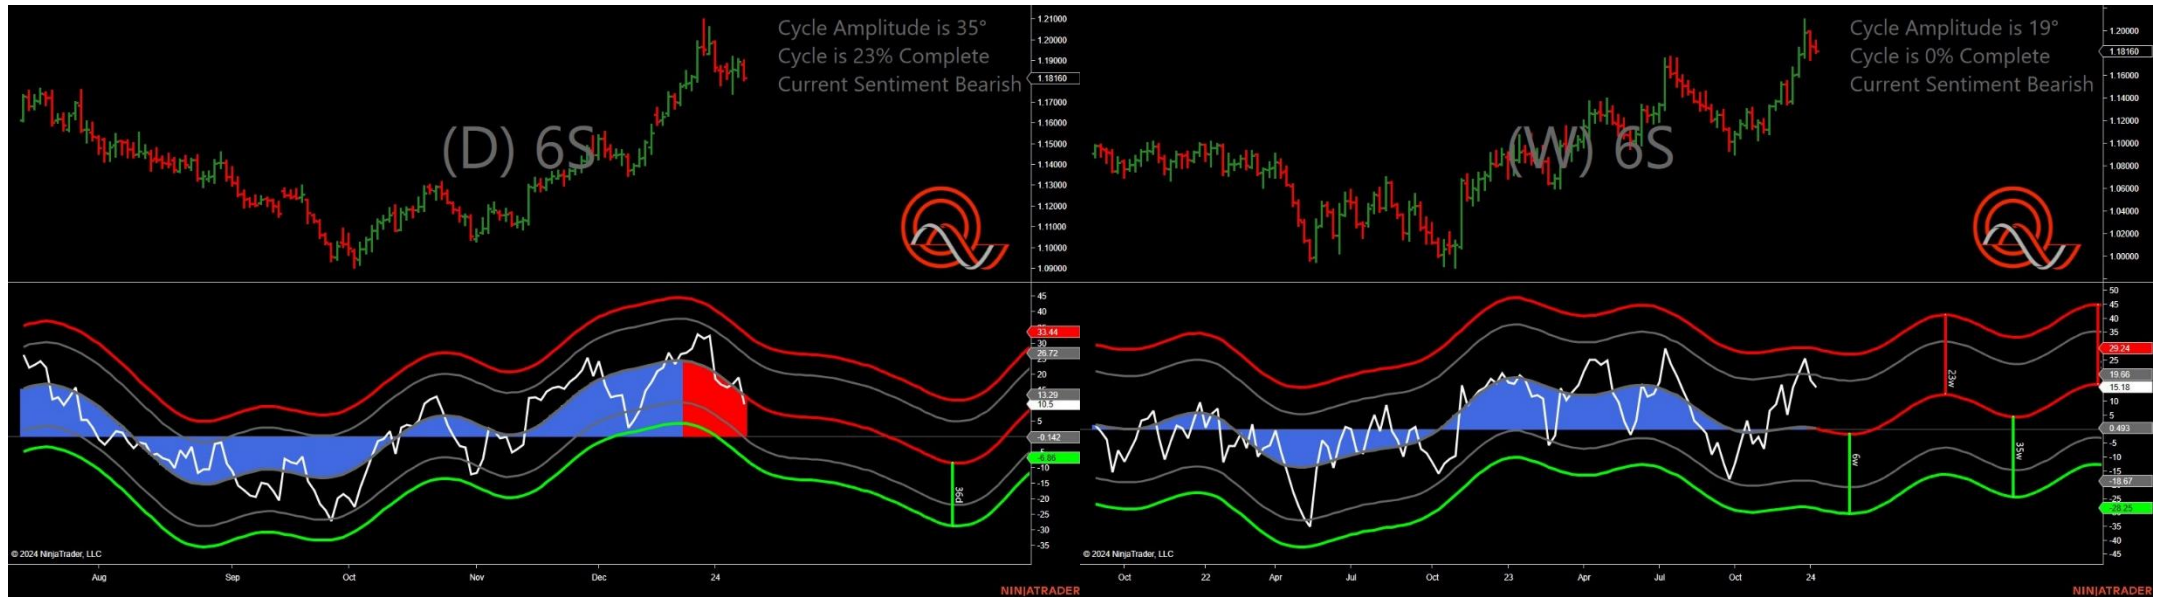 Cycle Amplitude is 35°
Cycle is 23% Complete
Current Sentiment Bearish
(D) 6S
1.21000
1.20000
1.19000
1.18160
1.17000
1.16000
1.15000
1.14000
1.13000
1.12000
1.11000
1.10000
1.09000
45
40
35
33.44
30
26.72
25
20
15
13.29
10.5
5
-0.142
-5
-6.86
-10
-15
-20
-25
-30
-35
36d
© 2024 NinjaTrader, LLC
Aug
Sep
Oct
Nov
Dec
24
NINJATRADER
Cycle Amplitude is 19°
Cycle is 0% Complete
Current Sentiment Bearish
(W) 6S
1.20000
1.18160
1.16000
1.14000
1.12000
1.10000
1.08000
1.06000
1.04000
1.02000
1.00000
50
45
40
35
29.24
25
19.66
15.18
10
5
0.493
-5
-10
-15
-18.67
-25
-28.25
-35
-40
-45
23w
6w
35w
© 2024 NinjaTrader, LLC
Oct
22
Apr
Jul
Oct
23
Apr
Jul
Oct
24
NINJATRADER